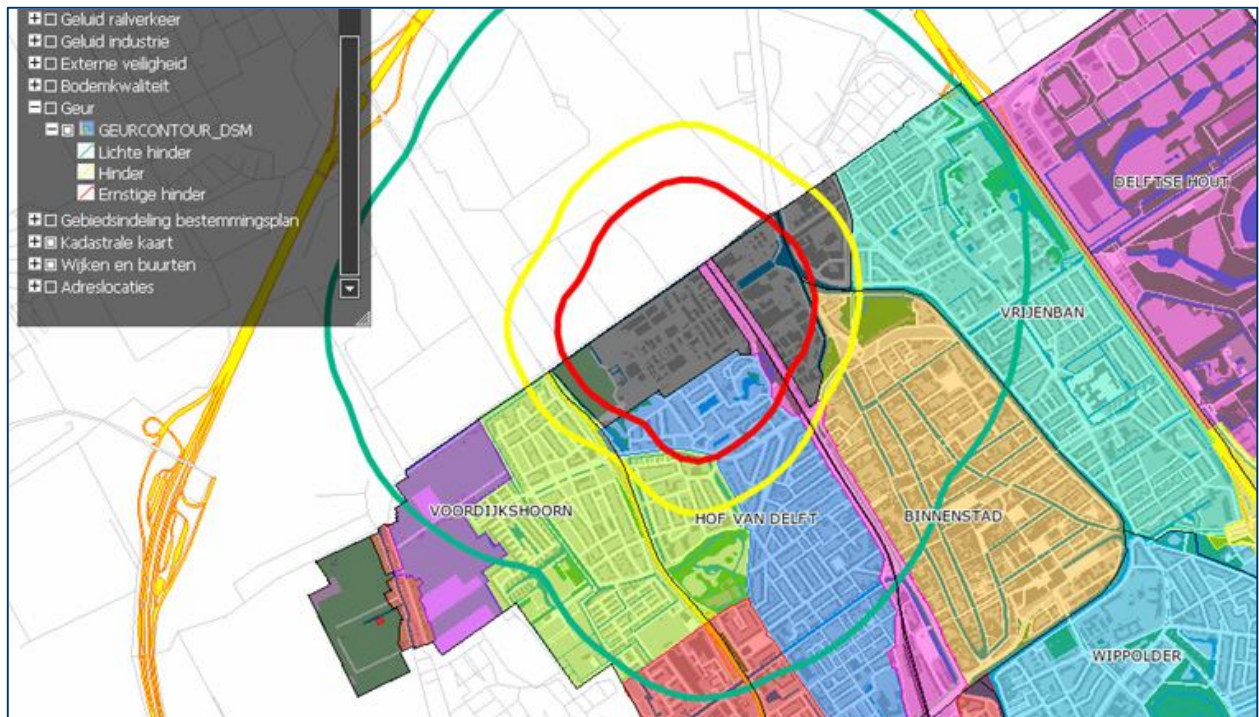 Geluid railverkeer
Geluid industrie
Externe veiligheid
Bodemkwaliteit
Geur
GEURCONTOUR_DSM
Lichte hinder
Hinder
Ernstige hinder
Gebiedsindeling bestemmingsplan
Kadastrale kaart
Wijken en buurten
Adreslocaties
DELFTSE HOUT
VRIJENBAN
VOORDIJKSHOORN
HOF VAN DELFT
BINNENSTAD
WIPPOLDER